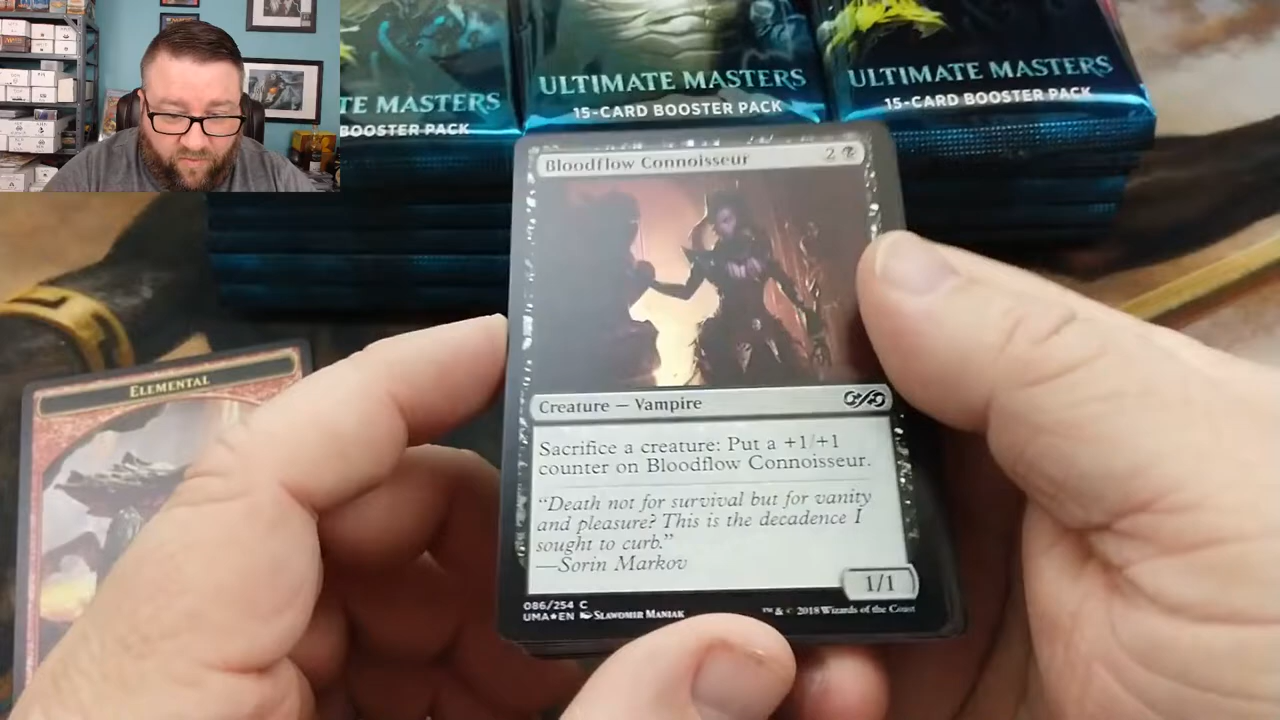 TE MASTERS
BOOSTER PACK
ULTIMATE MASTERS
15-CARD BOOSTER PACK
ULTIMATE MASTERS
15-CARD BOOSTER PACK
Bloodflow Connoisseur 2
ELEMENTAL
Creature — Vampire
Sacrifice a creature: Put a +1/+1
counter on Bloodflow Connoisseur.
“Death not for survival but for vanity
and pleasure? This is the decadence I
sought to curb.”
—Sorin Markov
1/1
086/254 C
UMA★EN SLAWOMIR MANIAK
™ & © 2018 Wizards of the Coast